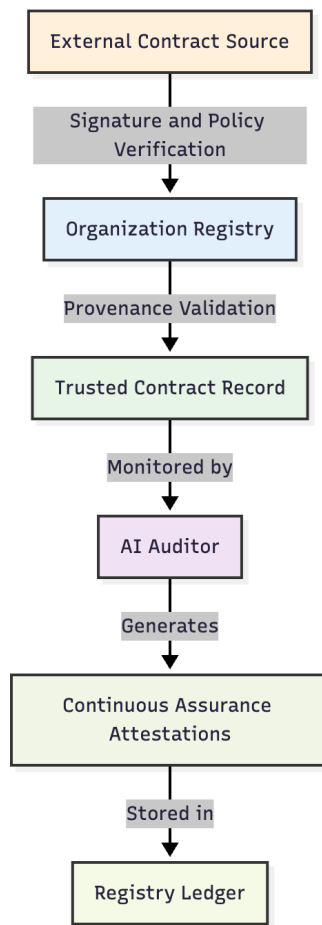 External Contract Source
Signature and Policy
Verification
Organization Registry
Provenance Validation
Trusted Contract Record
Monitored by
AI Auditor
Generates
Continuous Assurance
Attestations
Stored in
Registry Ledger